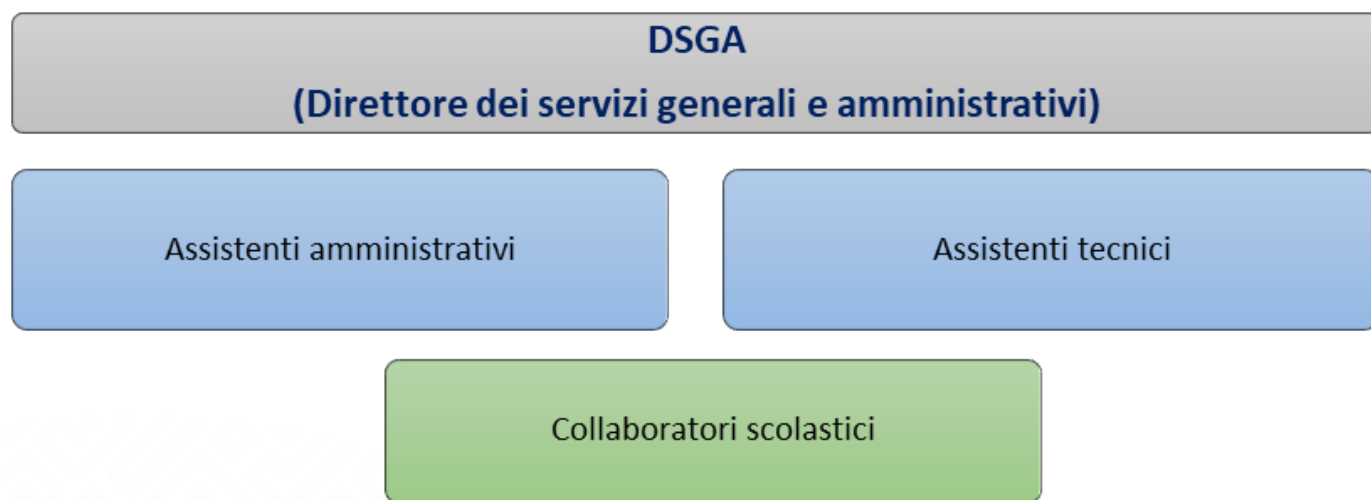 DSGA
(Direttore dei servizi generali e amministrativi)
Assistenti amministrativi
Assistenti tecnici
Collaboratori scolastici